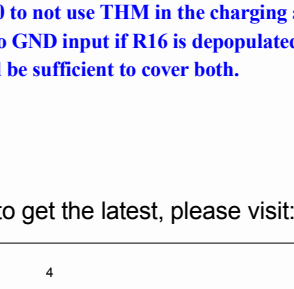 0 to not use THM in the charging
o GND input if R16 is depopulated
l be sufficient to cover both.
to get the latest, please visit:
4